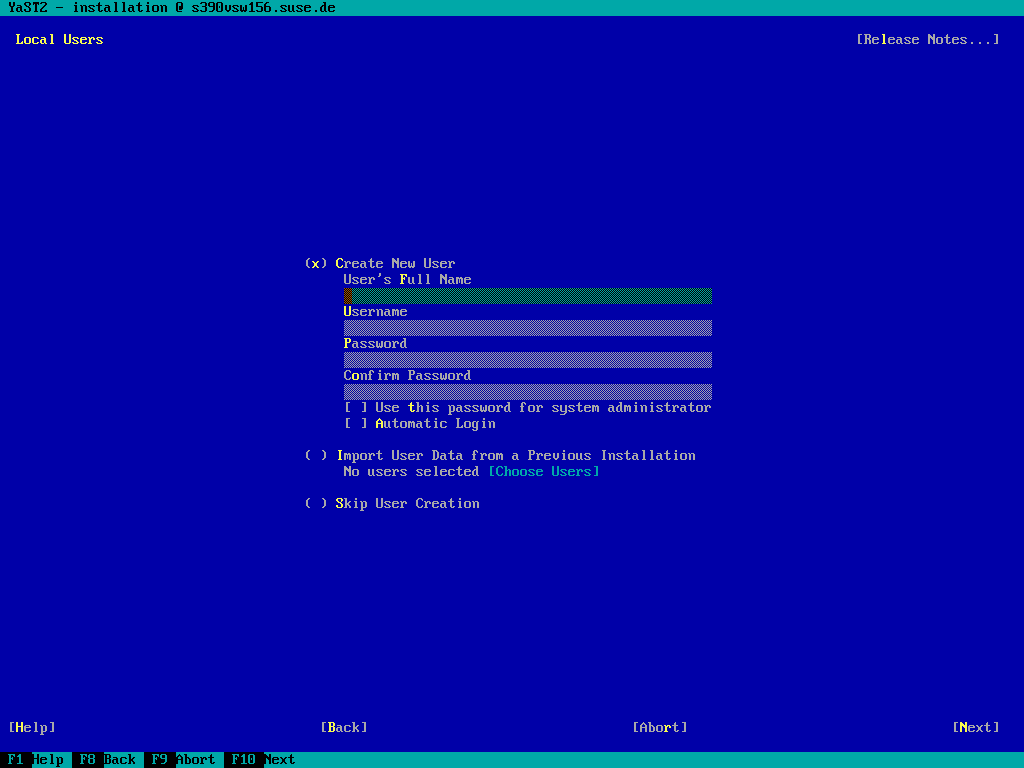 YaST2 - installation @ s390vsw156.suse.de
Local Users [Release Notes...]
(x) Create New User
User's Full Name
Username
Password
Confirm Password
[ ] Use this password for system administrator
[ ] Automatic Login
( ) Import User Data from a Previous Installation
No users selected [Choose Users]
( ) Skip User Creation
[Help] [Back] [Abort] [Next]
F1 Help F8 Back F9 Abort F10 Next